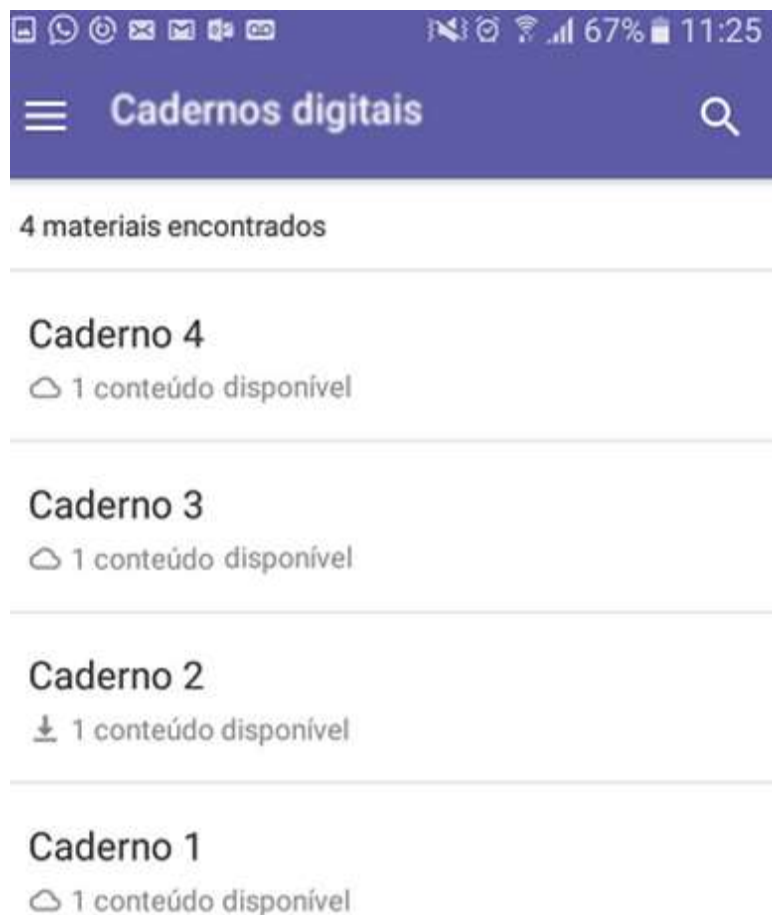 67% 11:25
Cadernos digitais
4 materiais encontrados
Caderno 4
1 conteúdo disponível
Caderno 3
1 conteúdo disponível
Caderno 2
1 conteúdo disponível
Caderno 1
1 conteúdo disponível